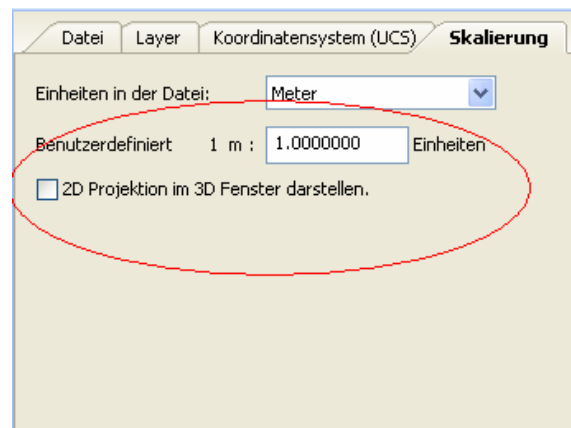 Datei Layer Koordinatensystem (UCS) Skalierung
Einheiten in der Datei: Meter
Benutzerdefiniert 1 m : 1.0000000 Einheiten
2D Projektion im 3D Fenster darstellen.